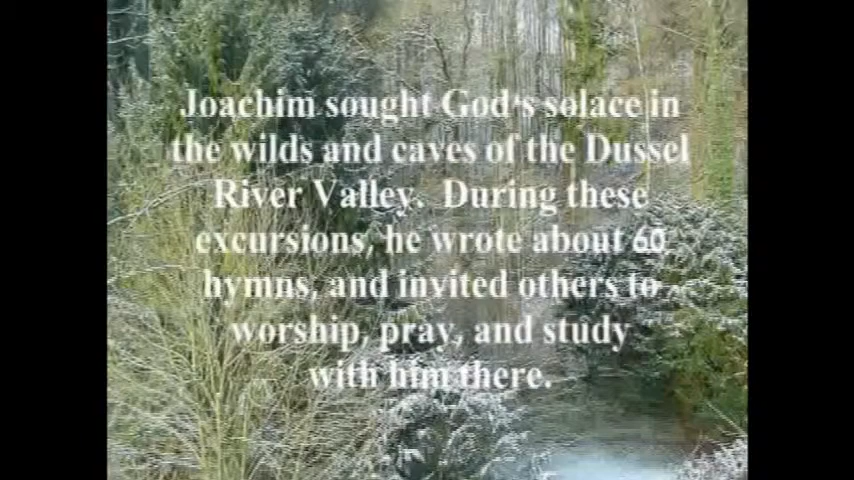 Joachim sought God's solace in
the wilds and caves of the Dussel
River Valley.  During these
excursions, he wrote about 60
hymns, and invited others to
worship, pray, and study
with him there.